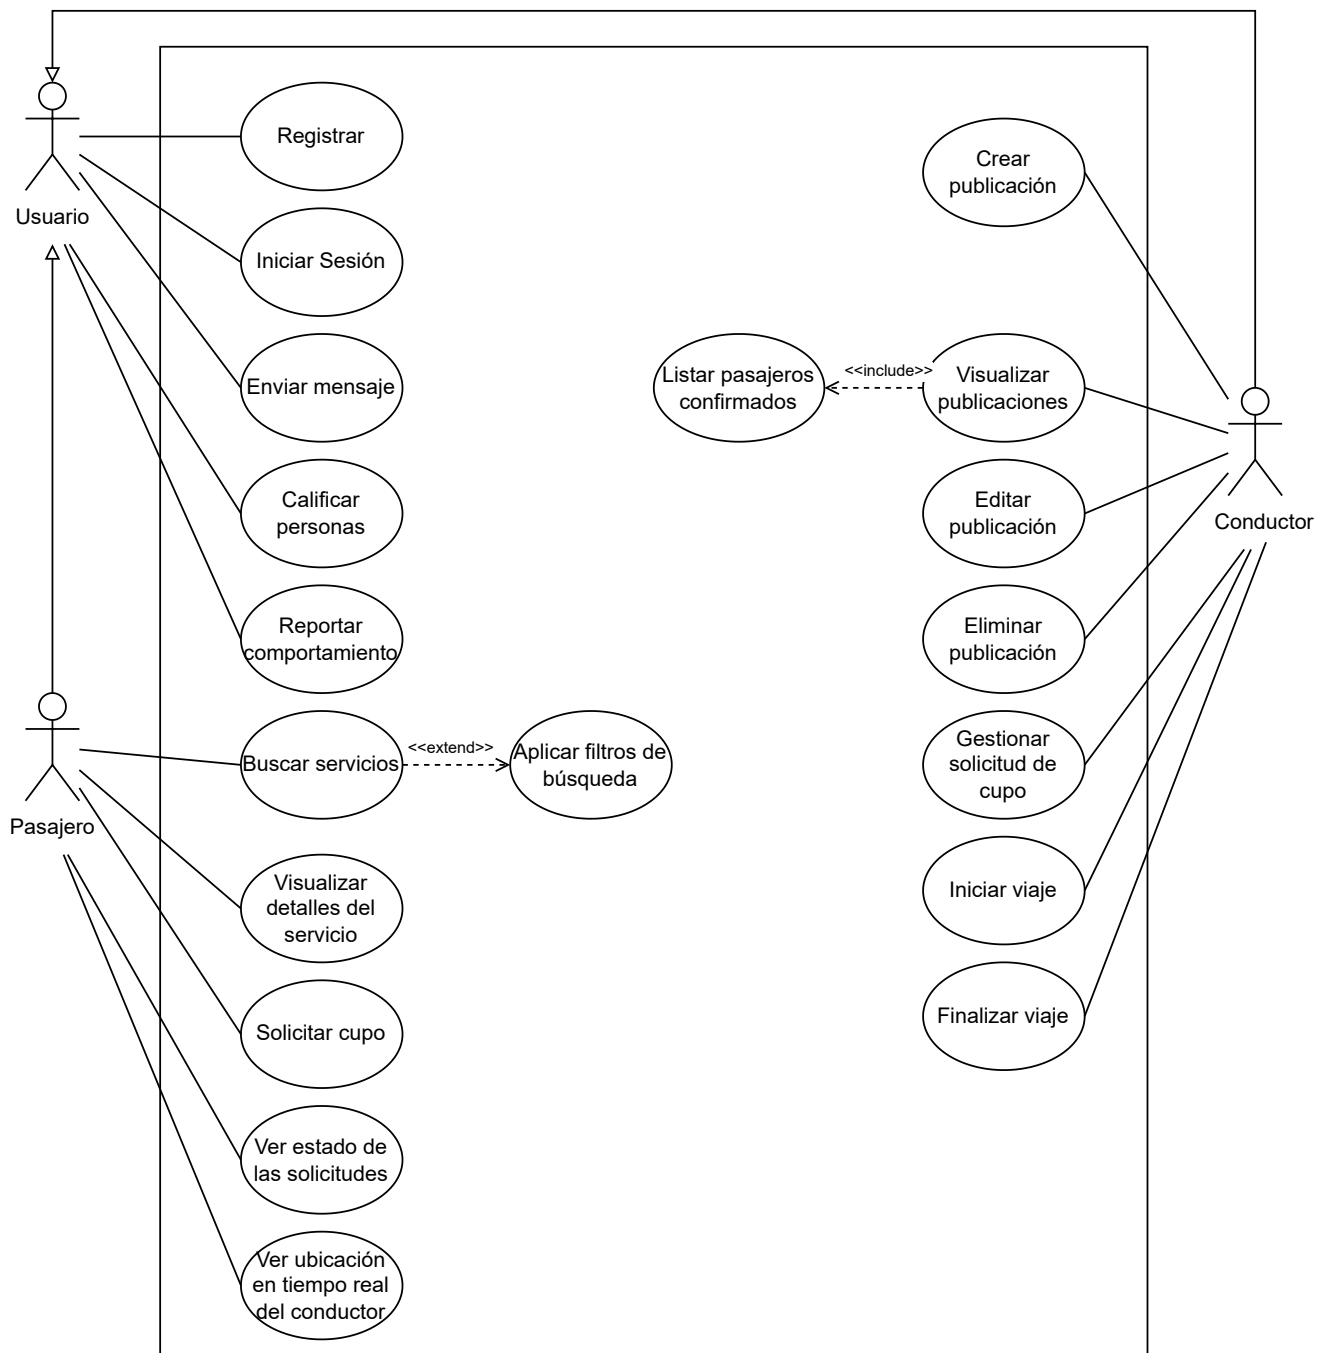 Registrar
Crear
publicación
Usuario
Iniciar Sesión
Enviar mensaje
Listar pasajeros
confirmados
<<include>>
Visualizar
publicaciones
Calificar
personas
Editar
publicación
Conductor
Reportar
comportamiento
Eliminar
publicación
Buscar servicios
<<extend>>
Aplicar filtros de
búsqueda
Gestionar
solicitud de
cupo
Pasajero
Visualizar
detalles del
servicio
Iniciar viaje
Solicitar cupo
Finalizar viaje
Ver estado de
las solicitudes
Ver ubicación
en tiempo real
del conductor